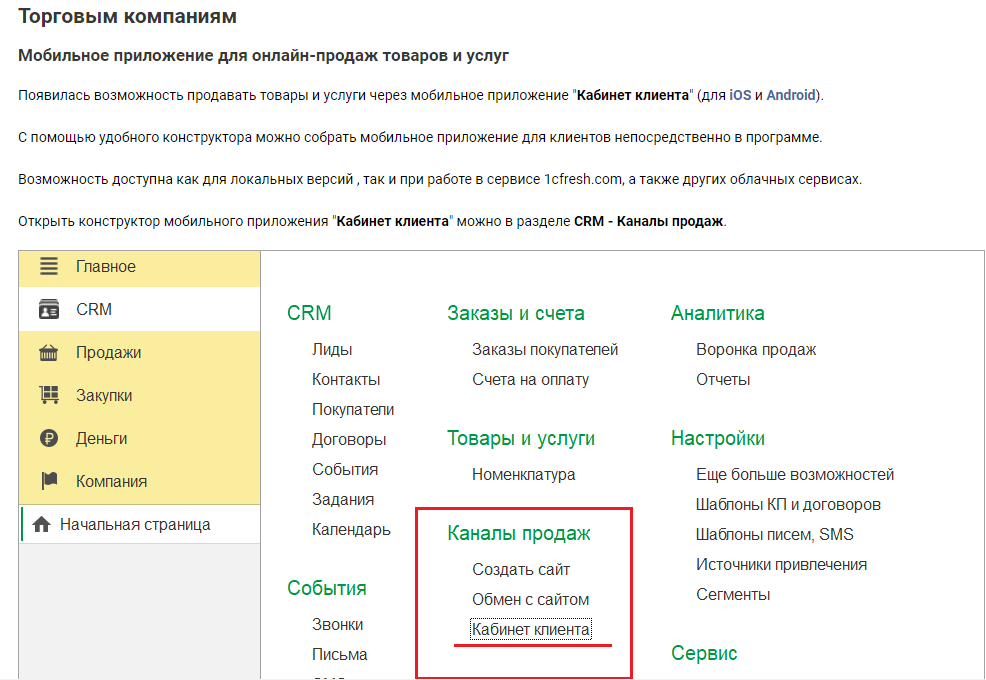 Торговым компаниям
Мобильное приложение для онлайн-продаж товаров и услуг
Появилась возможность продавать товары и услуги через мобильное приложение "Кабинет клиента" (для iOS и Android).
С помощью удобного конструктора можно собрать мобильное приложение для клиентов непосредственно в программе.
Возможность доступна как для локальных версий , так и при работе в сервисе 1cfresh.com, а также других облачных сервисах.
Открыть конструктор мобильного приложения "Кабинет клиента" можно в разделе CRM - Каналы продаж.
Главное
CRM
Продажи
Закупки
Деньги
Компания
Начальная страница
CRM
Лиды
Контакты
Покупатели
Договоры
События
Задания
Календарь
События
Звонки
Письма
Заказы и счета
Заказы покупателей
Счета на оплату
Товары и услуги
Номенклатура
Каналы продаж
Создать сайт
Обмен с сайтом
Кабинет клиента
Аналитика
Воронка продаж
Отчеты
Настройки
Еще больше возможностей
Шаблоны КП и договоров
Шаблоны писем, SMS
Источники привлечения
Сегменты
Сервис